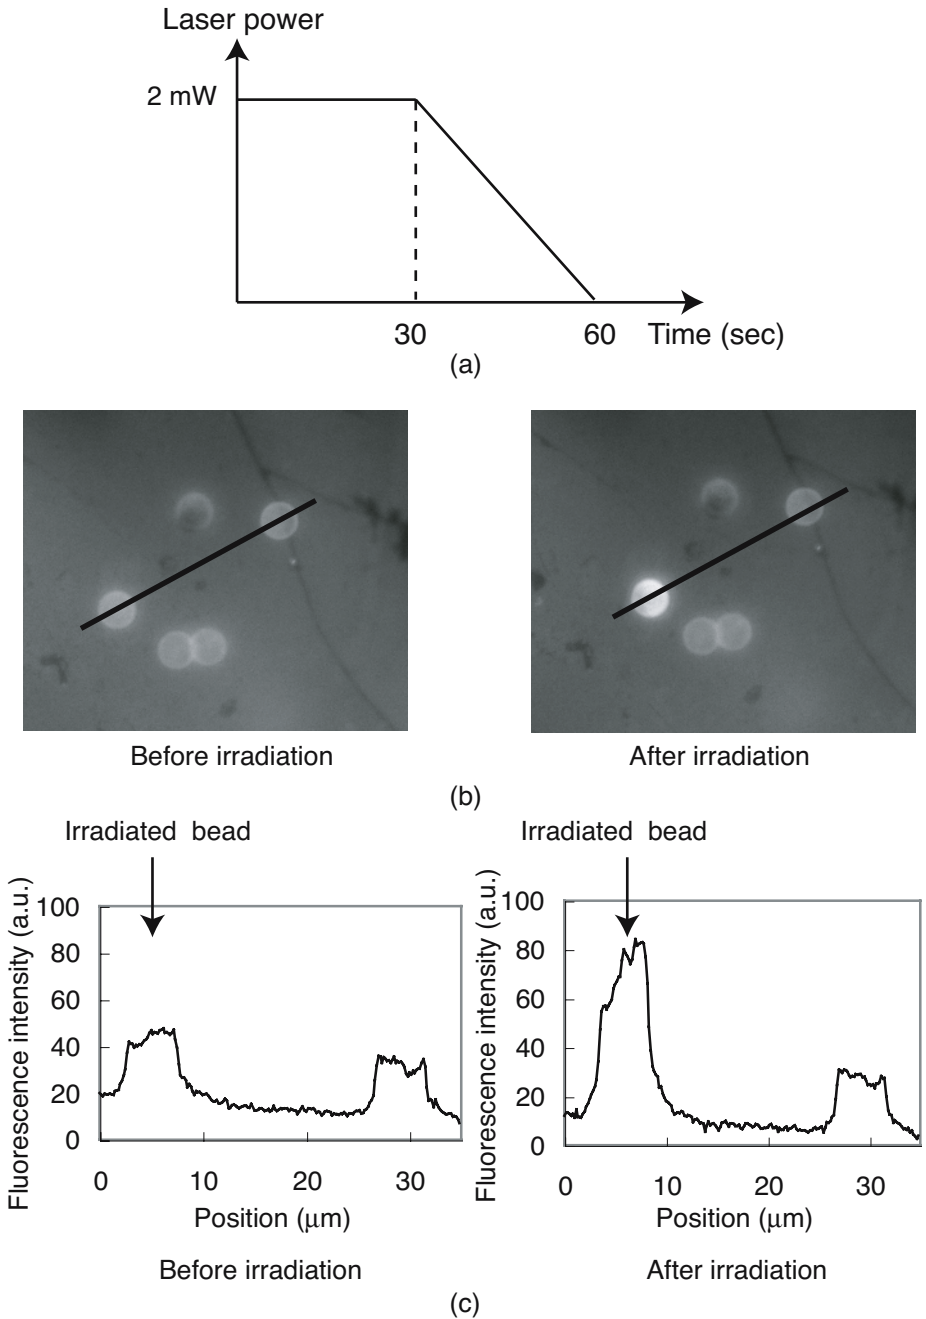 Laser power
2 mW
30 60 Time (sec)
(a)
Before irradiation After irradiation
(b)
Irradiated bead Irradiated bead
Fluorescence intensity (a.u.)
100
80
60
40
20
0
0 10 20 30
Position (μm)
Before irradiation
Fluorescence intensity (a.u.)
100
80
60
40
20
0
0 10 20 30
Position (μm)
After irradiation
(c)